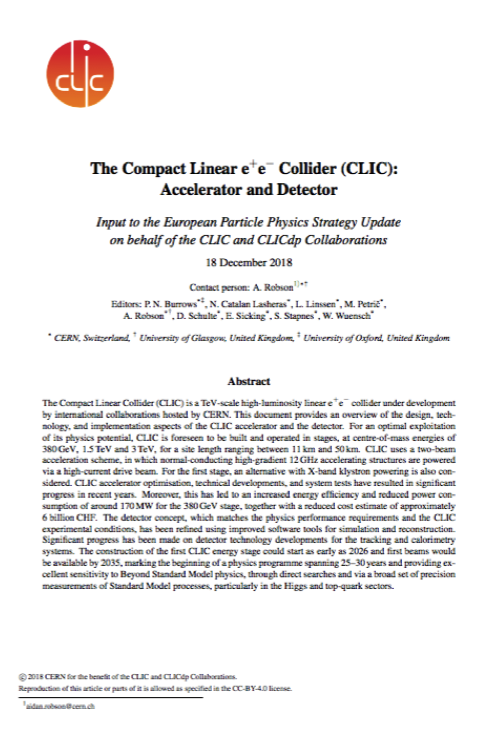 clic
The Compact Linear e⁺e⁻ Collider (CLIC):
Accelerator and Detector
Input to the European Particle Physics Strategy Update
on behalf of the CLIC and CLICdp Collaborations
18 December 2018
Contact person: A. Robson¹⁾*†
Editors: P. N. Burrows*‡, N. Catalan Lasheras*, L. Linssen*, M. Petrič*,
A. Robson*†, D. Schulte*, E. Sicking*, S. Stapnes*, W. Wuensch*
* CERN, Switzerland, † University of Glasgow, United Kingdom, ‡ University of Oxford, United Kingdom
Abstract
The Compact Linear Collider (CLIC) is a TeV-scale high-luminosity linear e⁺e⁻ collider under development
by international collaborations hosted by CERN. This document provides an overview of the design, tech-
nology, and implementation aspects of the CLIC accelerator and the detector. For an optimal exploitation
of its physics potential, CLIC is foreseen to be built and operated in stages, at centre-of-mass energies of
380 GeV, 1.5 TeV and 3 TeV, for a site length ranging between 11 km and 50 km. CLIC uses a two-beam
acceleration scheme, in which normal-conducting high-gradient 12 GHz accelerating structures are powered
via a high-current drive beam. For the first stage, an alternative with X-band klystron powering is also con-
sidered. CLIC accelerator optimisation, technical developments, and system tests have resulted in significant
progress in recent years. Moreover, this has led to an increased energy efficiency and reduced power con-
sumption of around 170 MW for the 380 GeV stage, together with a reduced cost estimate of approximately
6 billion CHF. The detector concept, which matches the physics performance requirements and the CLIC
experimental conditions, has been refined using improved software tools for simulation and reconstruction.
Significant progress has been made on detector technology developments for the tracking and calorimetry
systems. The construction of the first CLIC energy stage could start as early as 2026 and first beams would
be available by 2035, marking the beginning of a physics programme spanning 25–30 years and providing ex-
cellent sensitivity to Beyond Standard Model physics, through direct searches and via a broad set of precision
measurements of Standard Model processes, particularly in the Higgs and top-quark sectors.
© 2018 CERN for the benefit of the CLIC and CLICdp Collaborations.
Reproduction of this article or parts of it is allowed as specified in the CC-BY-4.0 license.
¹aidan.robson@cern.ch